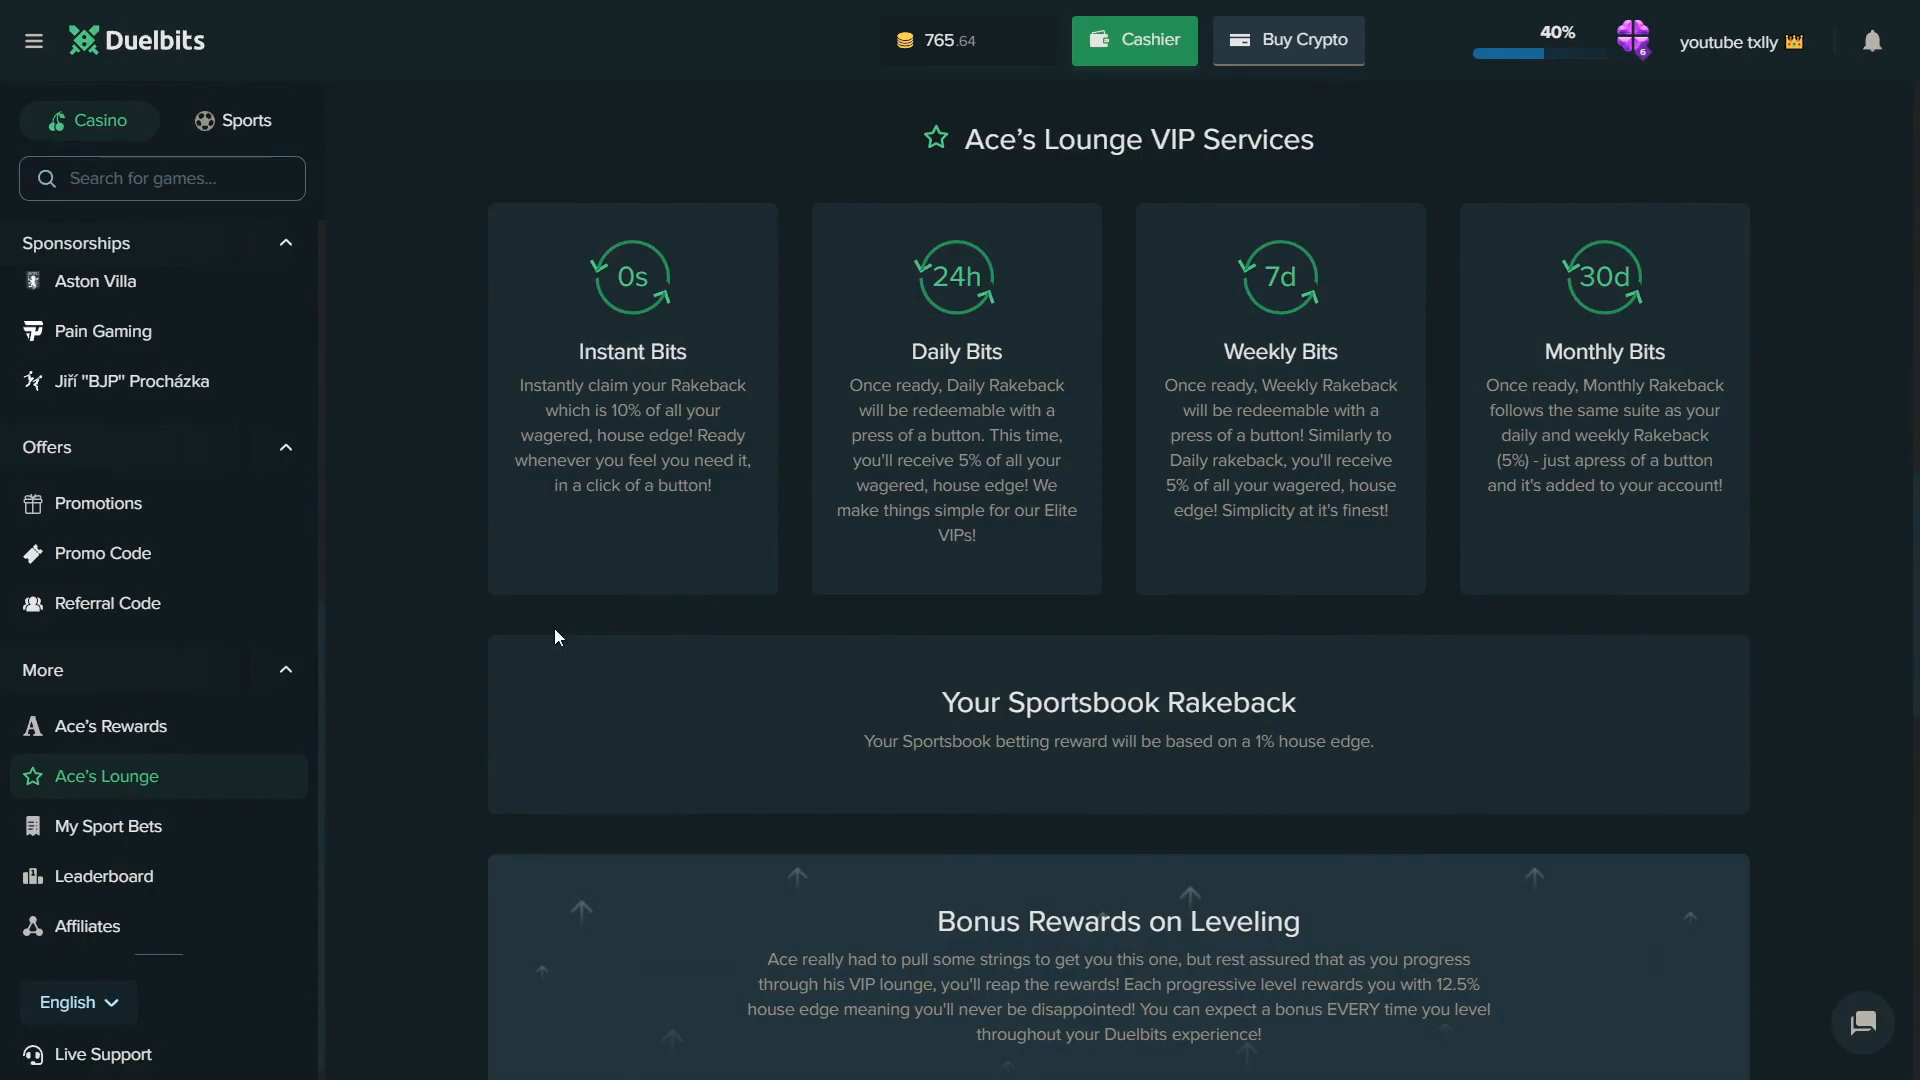 Duelbits
765.64
Cashier
Buy Crypto
40%
6
youtube txlly
Casino
Sports
Search for games...
Sponsorships
Aston Villa
Pain Gaming
Jiří "BJP" Procházka
Offers
Promotions
Promo Code
Referral Code
More
Ace's Rewards
Ace's Lounge
My Sport Bets
Leaderboard
Affiliates
English
Live Support
Ace's Lounge VIP Services
0s
Instant Bits
Instantly claim your Rakeback
which is 10% of all your
wagered, house edge! Ready
whenever you feel you need it,
in a click of a button!
24h
Daily Bits
Once ready, Daily Rakeback
will be redeemable with a
press of a button. This time,
you'll receive 5% of all your
wagered, house edge! We
make things simple for our Elite
VIPs!
7d
Weekly Bits
Once ready, Weekly Rakeback
will be redeemable with a
press of a button! Similarly to
Daily rakeback, you'll receive
5% of all your wagered, house
edge! Simplicity at it's finest!
30d
Monthly Bits
Once ready, Monthly Rakeback
follows the same suite as your
daily and weekly Rakeback
(5%) - just apress of a button
and it's added to your account!
Your Sportsbook Rakeback
Your Sportsbook betting reward will be based on a 1% house edge.
Bonus Rewards on Leveling
Ace really had to pull some strings to get you this one, but rest assured that as you progress
through his VIP lounge, you'll reap the rewards! Each progressive level rewards you with 12.5%
house edge meaning you'll never be disappointed! You can expect a bonus EVERY time you level
throughout your Duelbits experience!